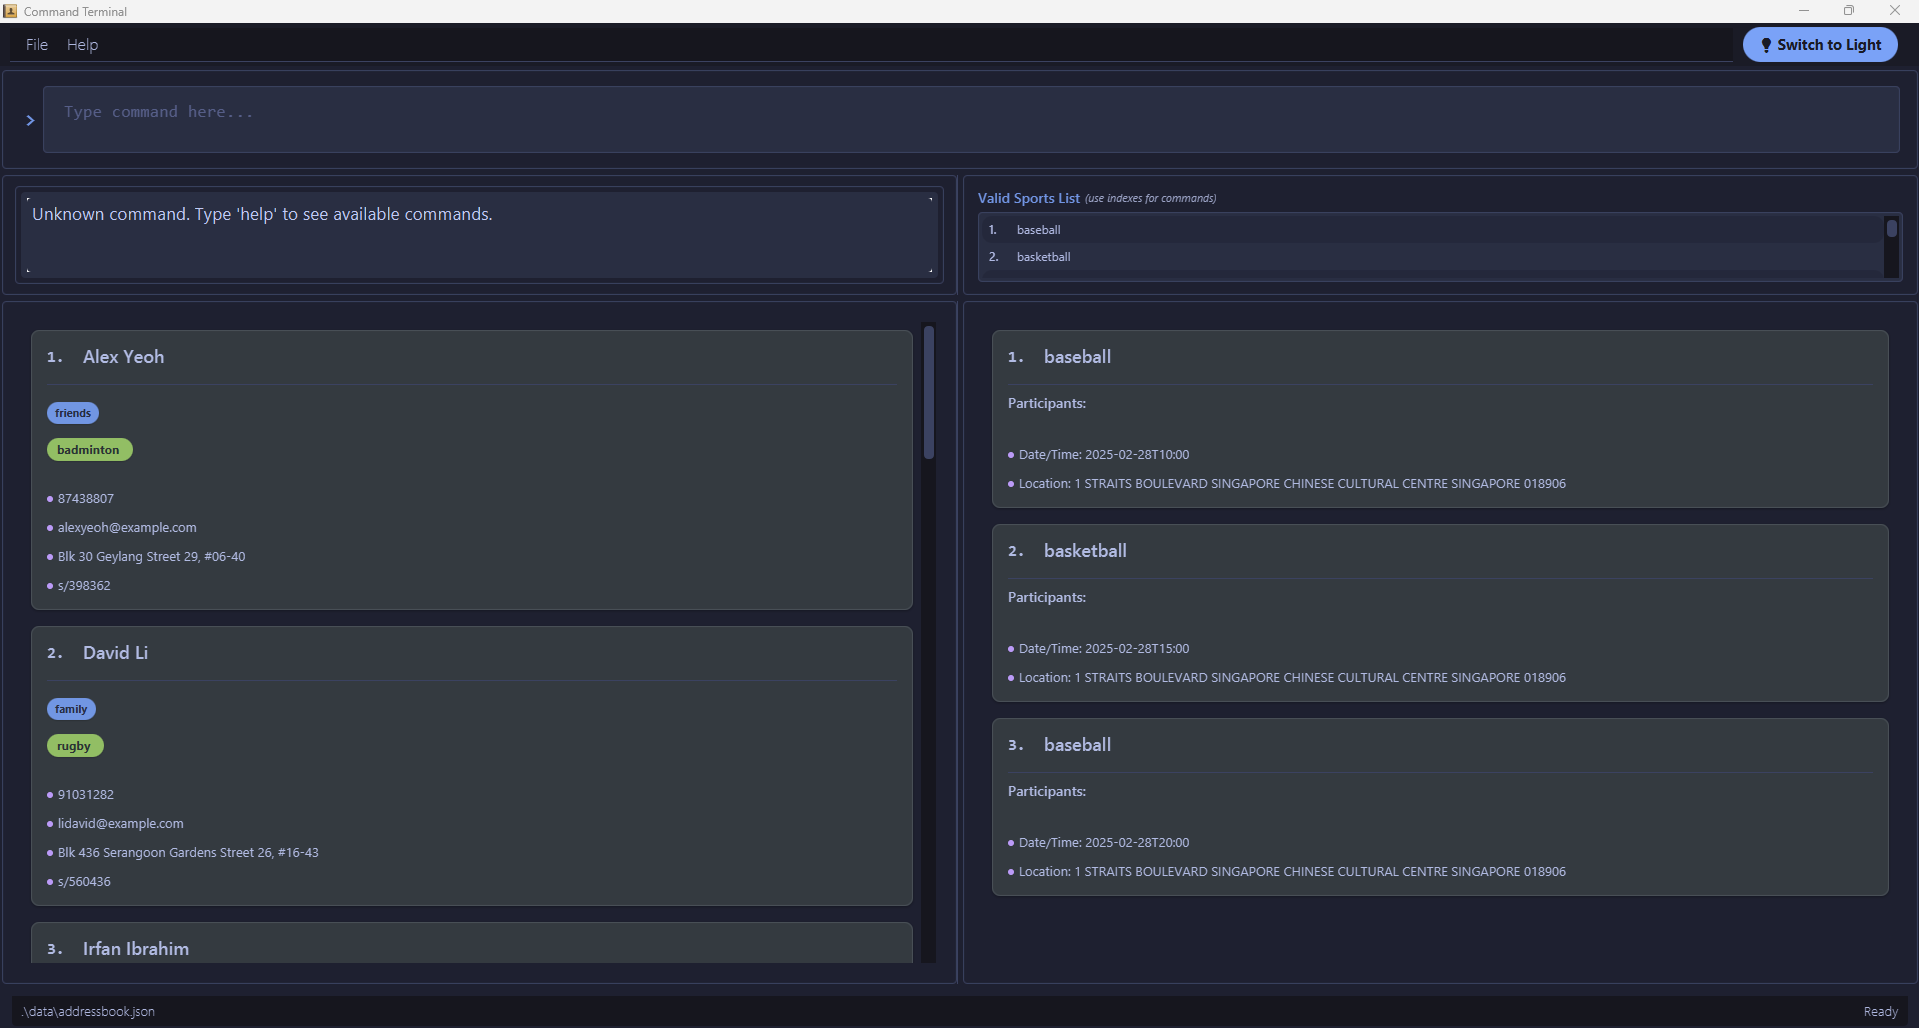 Command Terminal
File Help
Switch to Light
>
Type command here...
Unknown command. Type 'help' to see available commands.
Valid Sports List (use indexes for commands)
1. baseball
2. basketball
1. Alex Yeoh
friends
badminton
87438807
alexyeoh@example.com
Blk 30 Geylang Street 29, #06-40
s/398362
2. David Li
family
rugby
91031282
lidavid@example.com
Blk 436 Serangoon Gardens Street 26, #16-43
s/560436
3. Irfan Ibrahim
1. baseball
Participants:
Date/Time: 2025-02-28T10:00
Location: 1 STRAITS BOULEVARD SINGAPORE CHINESE CULTURAL CENTRE SINGAPORE 018906
2. basketball
Participants:
Date/Time: 2025-02-28T15:00
Location: 1 STRAITS BOULEVARD SINGAPORE CHINESE CULTURAL CENTRE SINGAPORE 018906
3. baseball
Participants:
Date/Time: 2025-02-28T20:00
Location: 1 STRAITS BOULEVARD SINGAPORE CHINESE CULTURAL CENTRE SINGAPORE 018906
.\data\addressbook.json
Ready